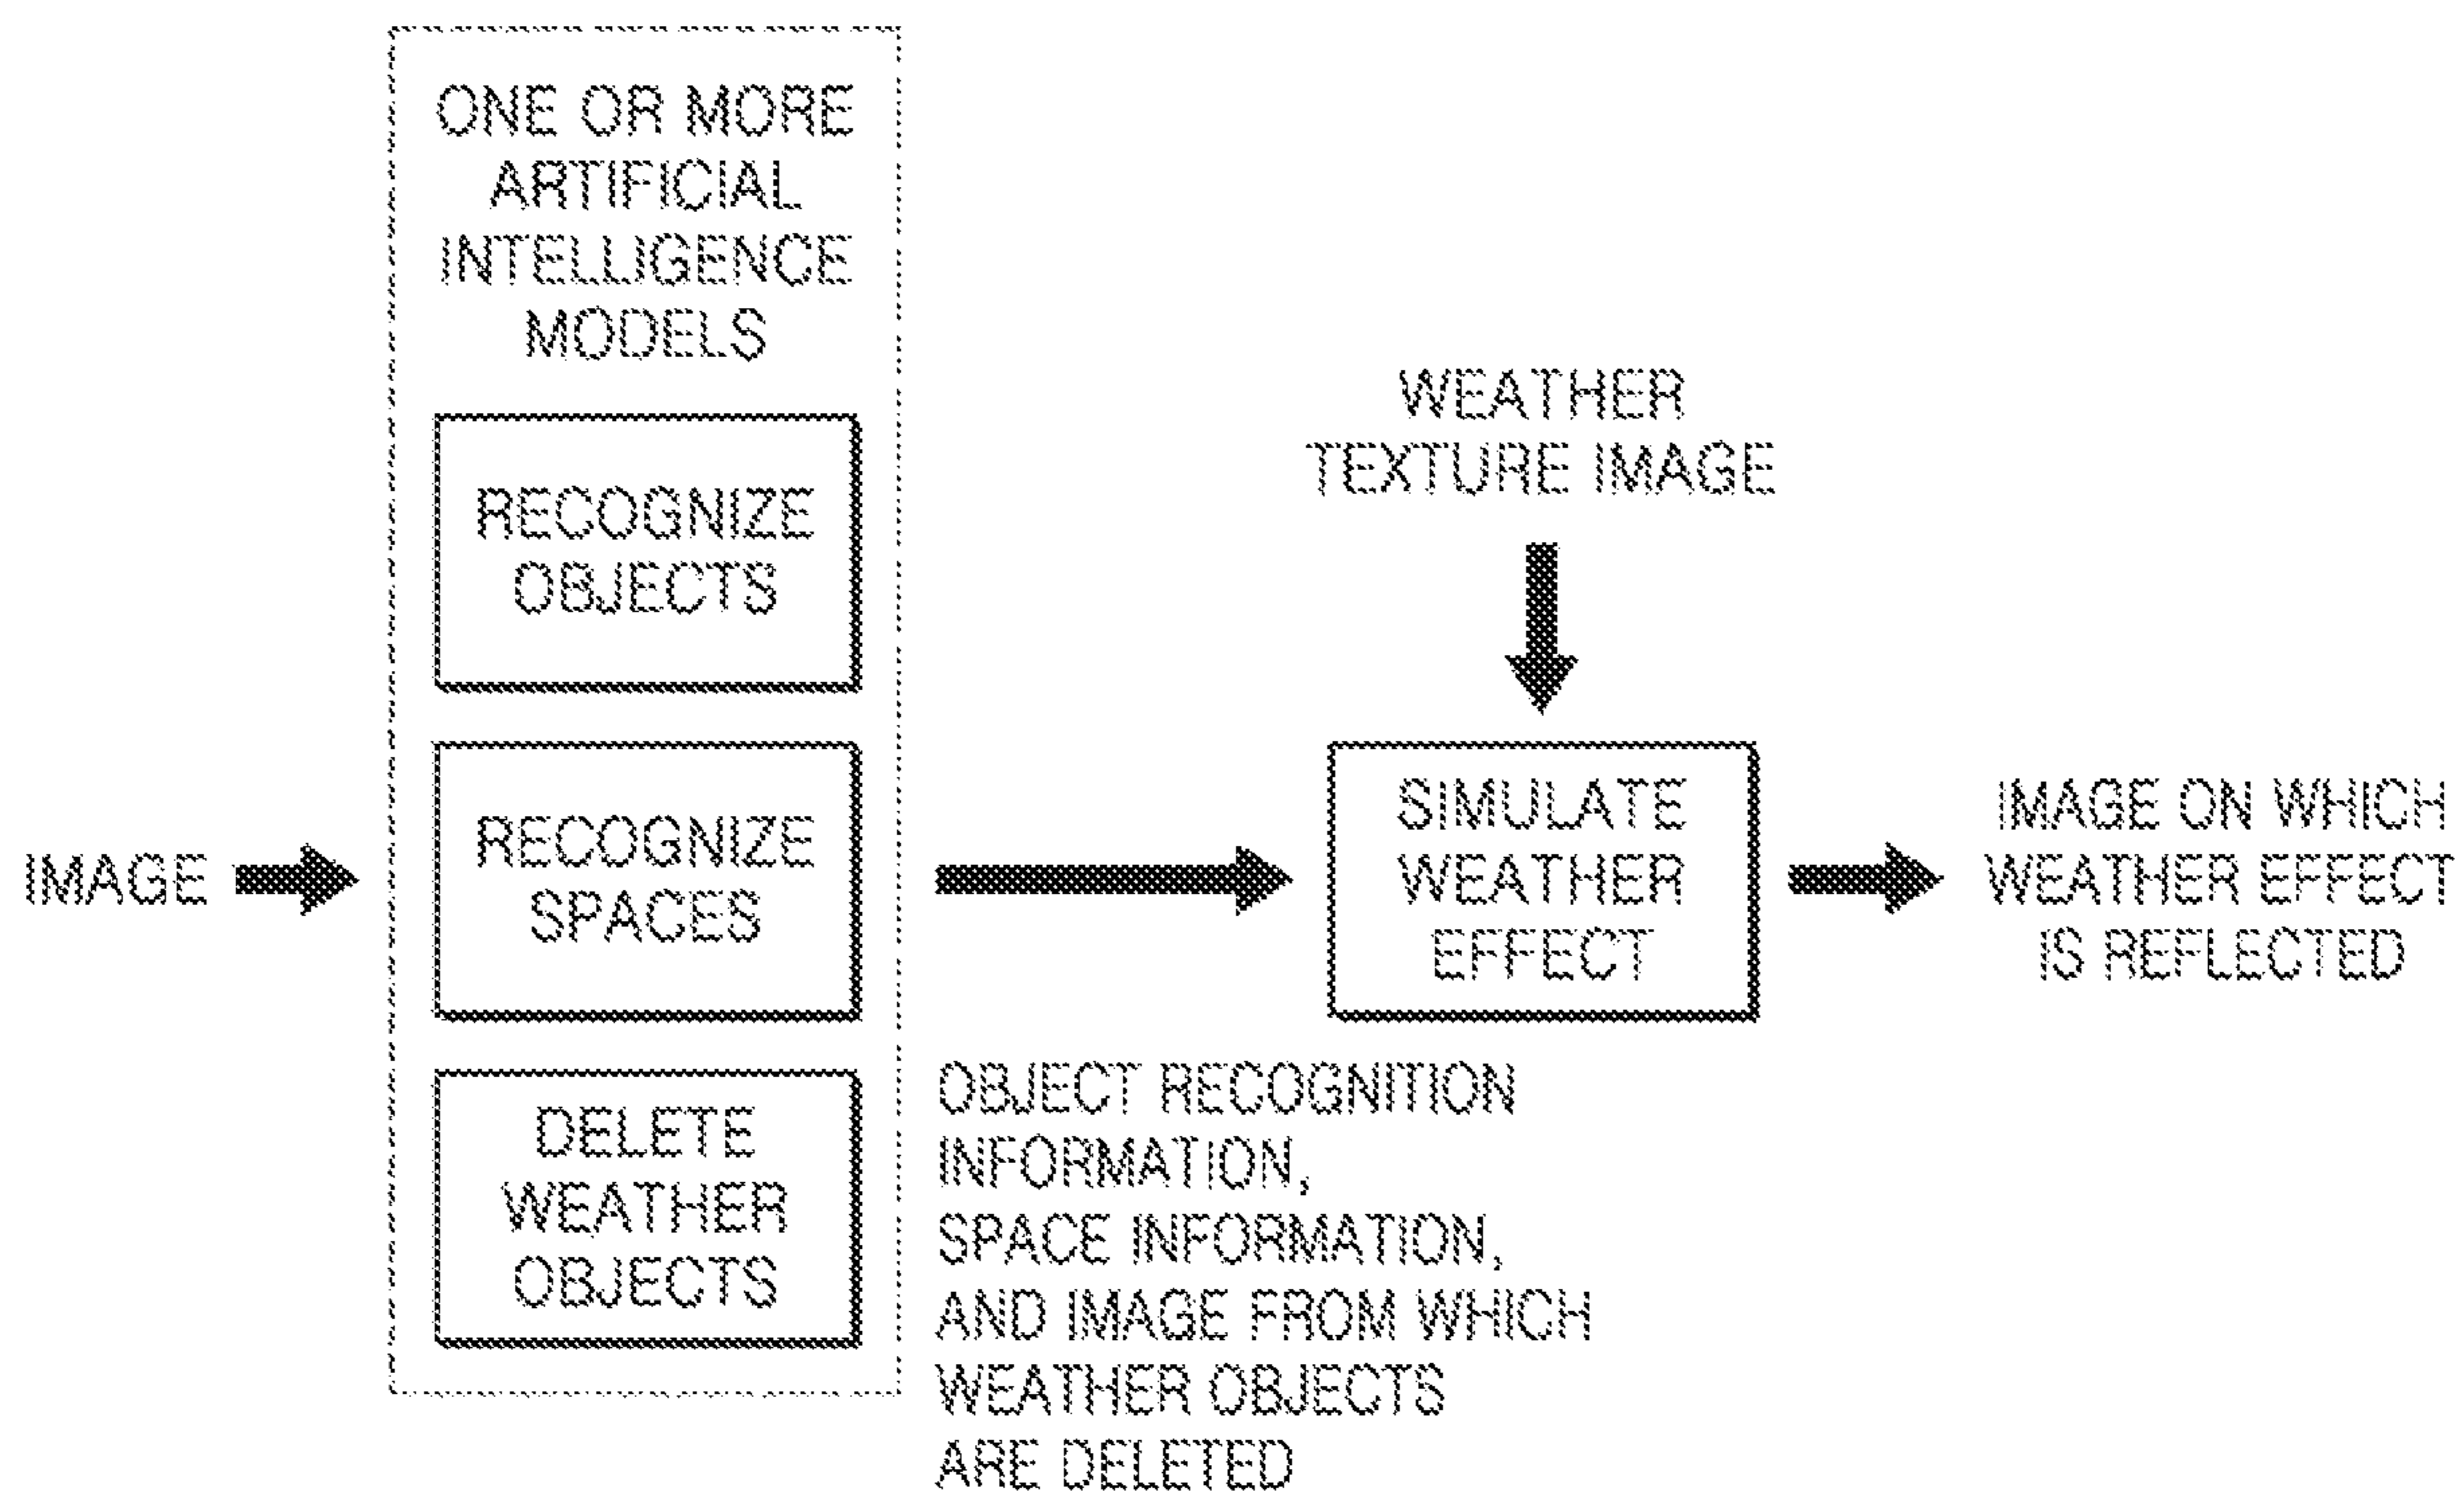 ONE OR MORE
ARTIFICIAL
INTELLIGENCE
MODELS
RECOGNIZE
OBJECTS
RECOGNIZE
SPACES
DELETE
WEATHER
OBJECTS
IMAGE
OBJECT RECOGNITION
INFORMATION,
SPACE INFORMATION,
AND IMAGE FROM WHICH
WEATHER OBJECTS
ARE DELETED
WEATHER
TEXTURE IMAGE
SIMULATE
WEATHER
EFFECT
IMAGE ON WHICH
WEATHER EFFECT
IS REFLECTED